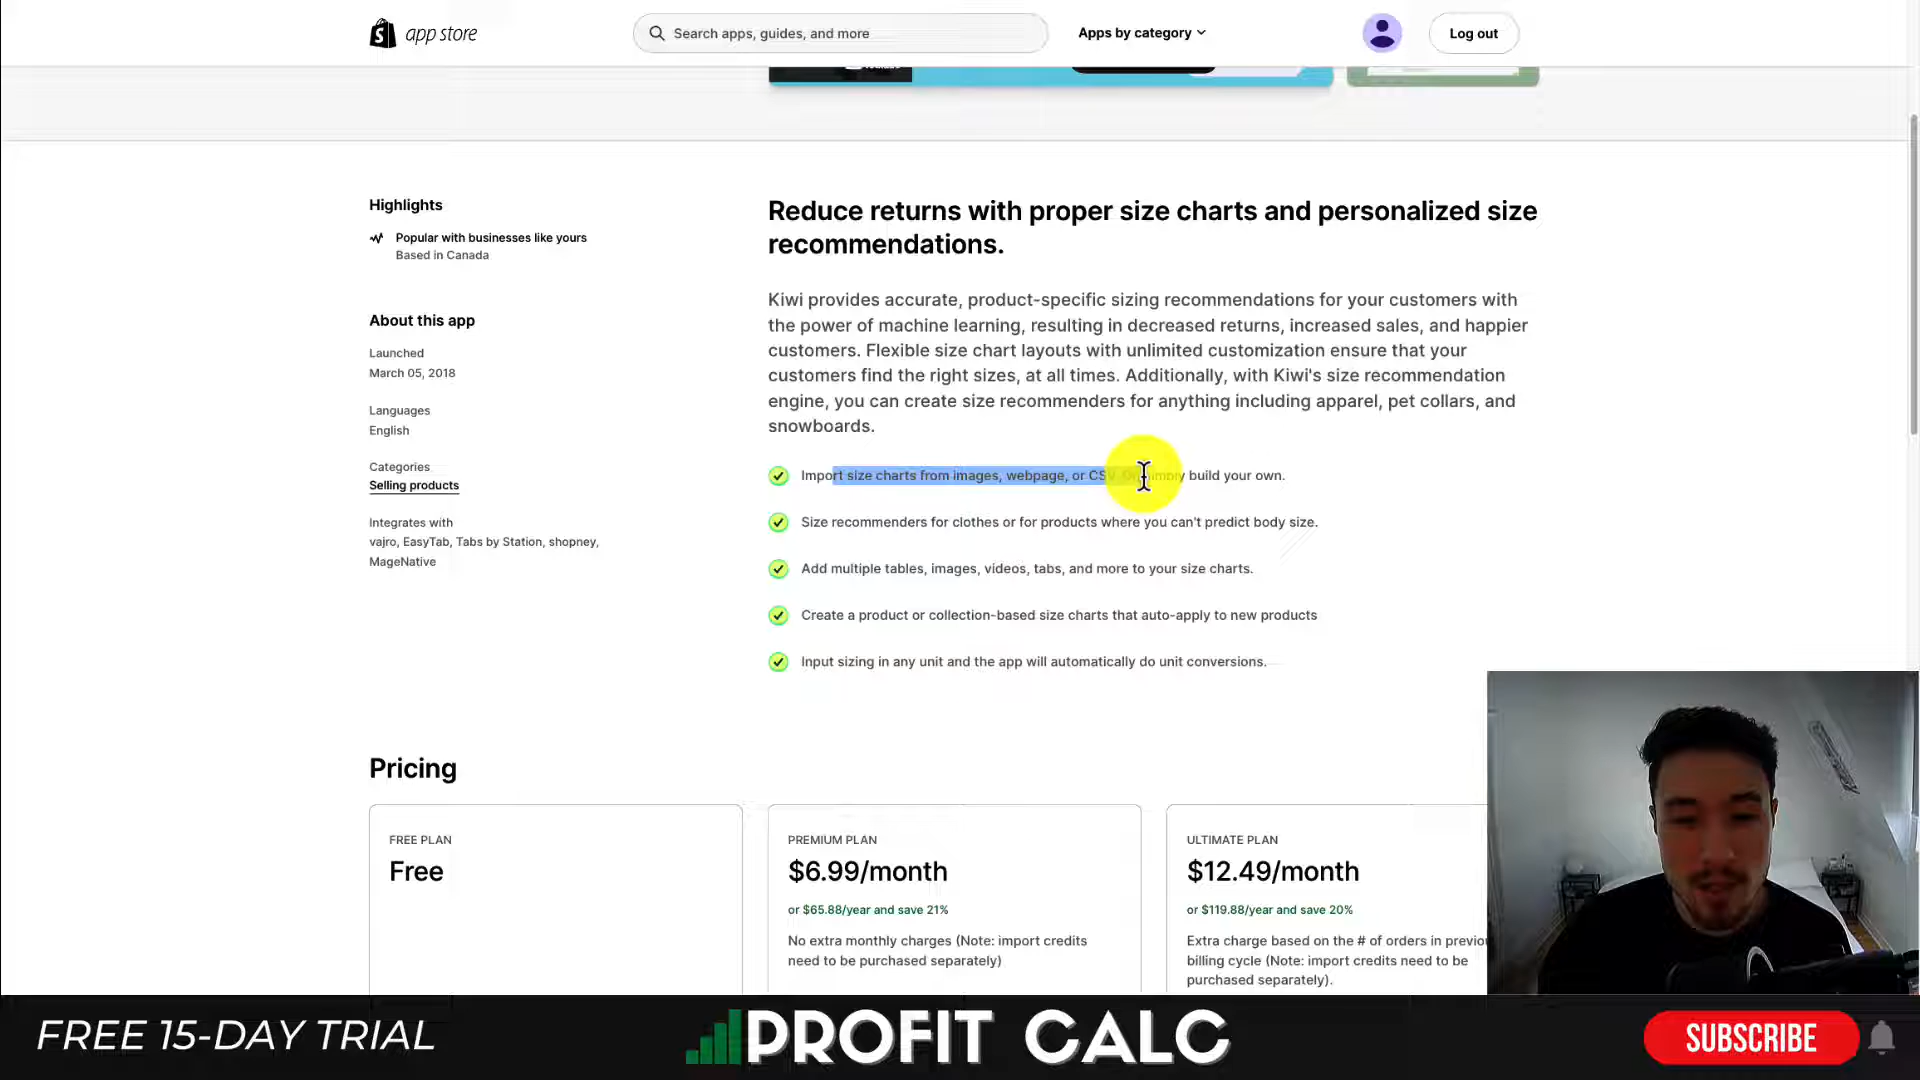 app store
Search apps, guides, and more
Apps by category
Log out
Highlights
Popular with businesses like yours
Based in Canada
About this app
Launched
March 05, 2018
Languages
English
Categories
Selling products
Integrates with
vajro, EasyTab, Tabs by Station, shopney,
MageNative
Reduce returns with proper size charts and personalized size
recommendations.
Kiwi provides accurate, product-specific sizing recommendations for your customers with
the power of machine learning, resulting in decreased returns, increased sales, and happier
customers. Flexible size chart layouts with unlimited customization ensure that your
customers find the right sizes, at all times. Additionally, with Kiwi's size recommendation
engine, you can create size recommenders for anything including apparel, pet collars, and
snowboards.
Import size charts from images, webpage, or CSV. Or simply build your own.
Size recommenders for clothes or for products where you can't predict body size.
Add multiple tables, images, videos, tabs, and more to your size charts.
Create a product or collection-based size charts that auto-apply to new products
Input sizing in any unit and the app will automatically do unit conversions.
Pricing
FREE PLAN
Free
PREMIUM PLAN
$6.99/month
or $65.88/year and save 21%
No extra monthly charges (Note: import credits
need to be purchased separately)
ULTIMATE PLAN
$12.49/month
or $119.88/year and save 20%
Extra charge based on the # of orders in
billing cycle (Note: import credits need to be
purchased separately).
FREE 15-DAY TRIAL
PROFIT CALC
SUBSCRIBE